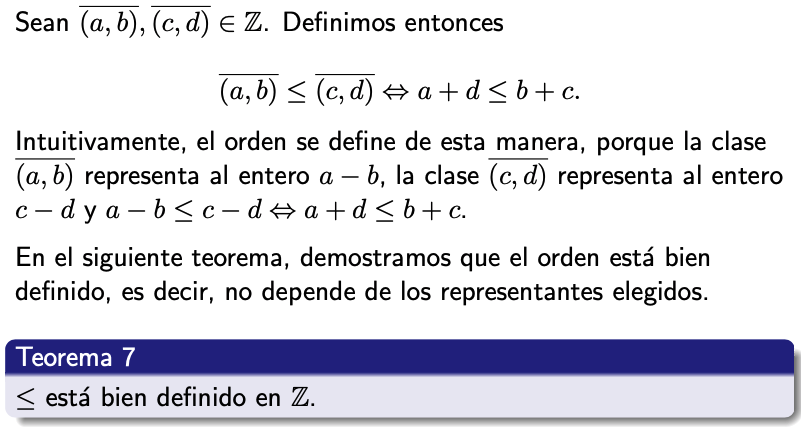 Sean $\overline{(a,b)}, \overline{(c,d)} \in \mathbb{Z}$. Definimos entonces
$\overline{(a,b)} \leq \overline{(c,d)} \Leftrightarrow a + d \leq b + c.$
Intuitivamente, el orden se define de esta manera, porque la clase
$\overline{(a,b)}$ representa al entero $a - b$, la clase $\overline{(c,d)}$ representa al entero
$c - d$ y $a - b \leq c - d \Leftrightarrow a + d \leq b + c.$
En el siguiente teorema, demostramos que el orden está bien
definido, es decir, no depende de los representantes elegidos.
Teorema 7
$\leq$ está bien definido en $\mathbb{Z}$.